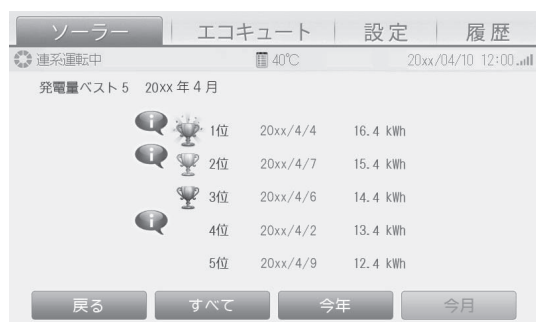 ソーラー エコキュート 設定 履歴
連系運転中 40℃ 20xx/04/10 12:00
発電量ベスト5 20xx年4月
1位 20xx/4/4 16.4 kWh
2位 20xx/4/7 15.4 kWh
3位 20xx/4/6 14.4 kWh
4位 20xx/4/2 13.4 kWh
5位 20xx/4/9 12.4 kWh
戻る すべて 今年 今月